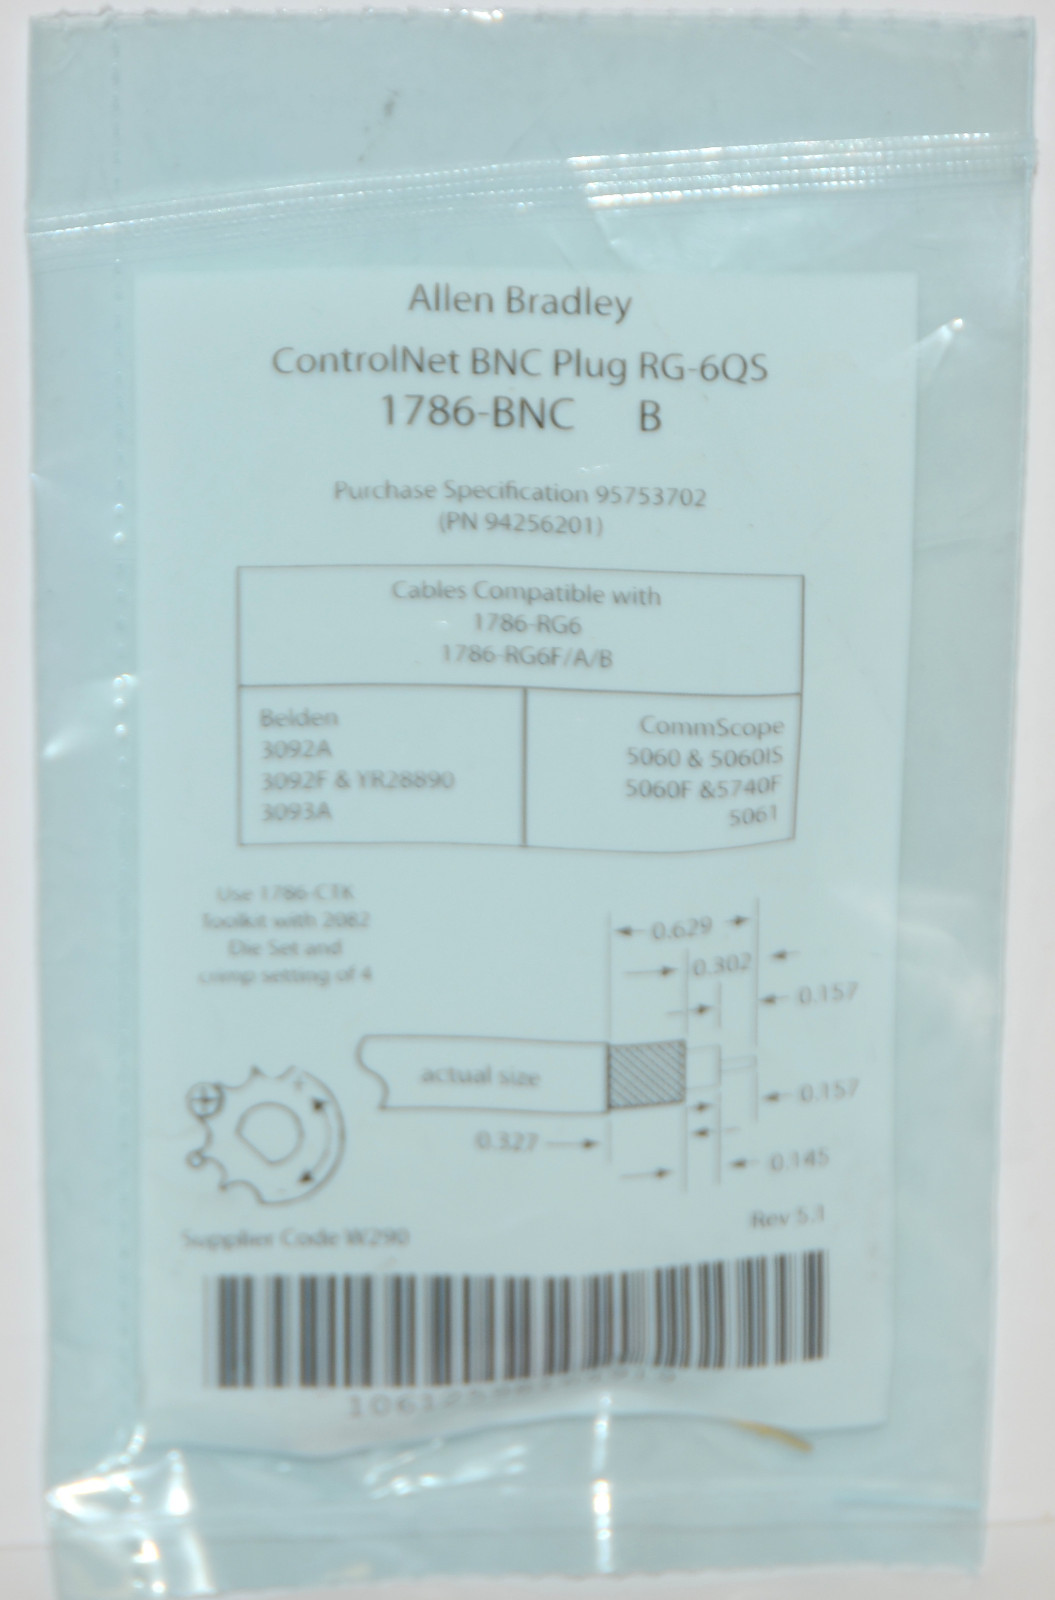 Allen Bradley
ControlNet BNC Plug RG-6QS
1786-BNC B
Purchase Specification 95753702
(PN 94256201)
Cables Compatible with
1786-RG6
1786-RG6F/A/B
Belden
3092A
3092F & YR28890
3093A
CommScope
5060 & 5060IS
5060F &5740F
5061
Use 1786-CTK
Toolkit with 2082
Die Set and
crimp setting of 4
0.629
0.302
0.157
actual size
0.157
0.327
0.145
Supplier Code W290
Rev 5.1